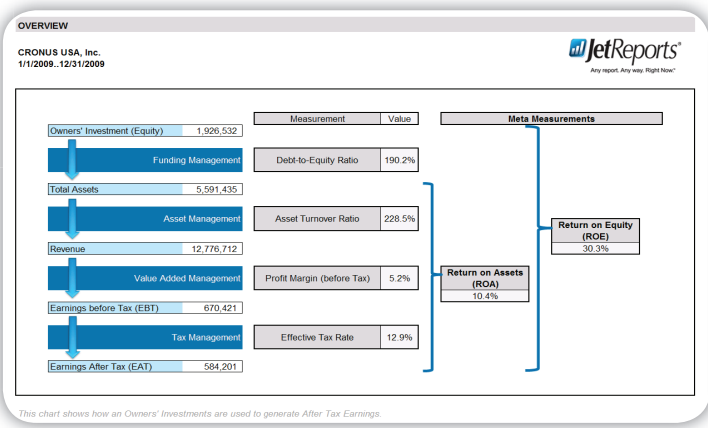 OVERVIEW
CRONUS USA, Inc.
1/1/2009..12/31/2009
JetReports®
Any report. Any way. Right Now.™
Measurement Value Meta Measurements
Owners' Investment (Equity) 1,926,532
Funding Management Debt-to-Equity Ratio 190.2%
Total Assets 5,591,435
Asset Management Asset Turnover Ratio 228.5%
Return on Equity
(ROE)
30.3%
Revenue 12,776,712
Value Added Management Profit Margin (before Tax) 5.2%
Return on Assets
(ROA)
10.4%
Earnings before Tax (EBT) 670,421
Tax Management Effective Tax Rate 12.9%
Earnings After Tax (EAT) 584,201
This chart shows how an Owners' Investments are used to generate After Tax Earnings.